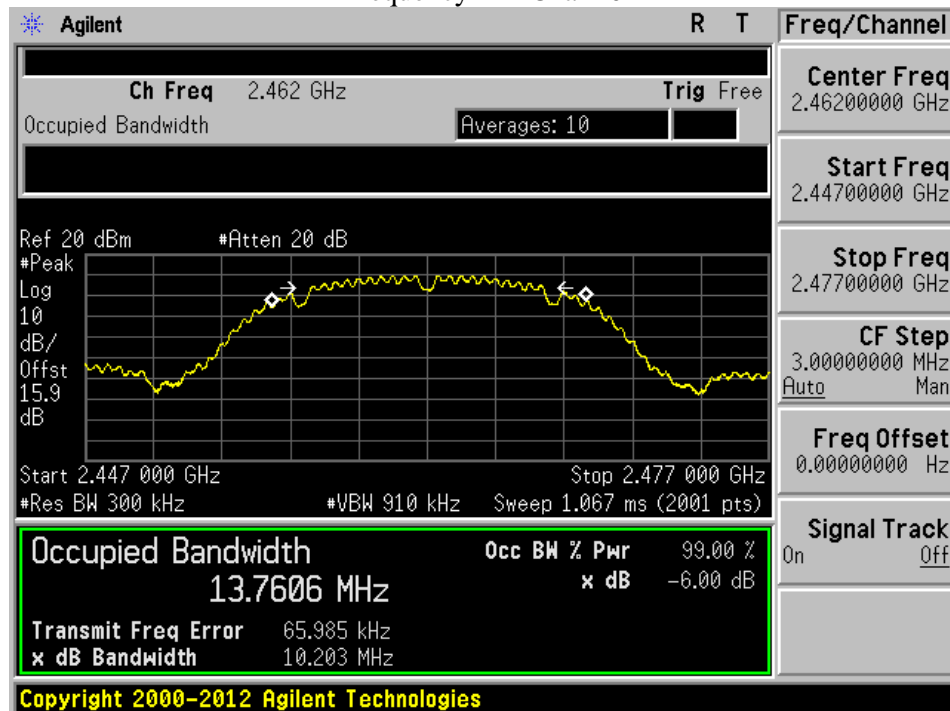 Agilent R T
Freq/Channel
Ch Freq 2.462 GHz Trig Free
Occupied Bandwidth Averages: 10
Center Freq
2.46200000 GHz
Start Freq
2.44700000 GHz
Stop Freq
2.47700000 GHz
CF Step
3.00000000 MHz
Auto Man
Freq Offset
0.00000000 Hz
Signal Track
On Off
Ref 20 dBm #Atten 20 dB
#Peak
Log
10
dB/
Offst
15.9
dB
Start 2.447 000 GHz Stop 2.477 000 GHz
#Res BW 300 kHz #VBW 910 kHz Sweep 1.067 ms (2001 pts)
Occupied Bandwidth Occ BW % Pwr 99.00 %
13.7606 MHz x dB -6.00 dB
Transmit Freq Error 65.985 kHz
x dB Bandwidth 10.203 MHz
Copyright 2000-2012 Agilent Technologies